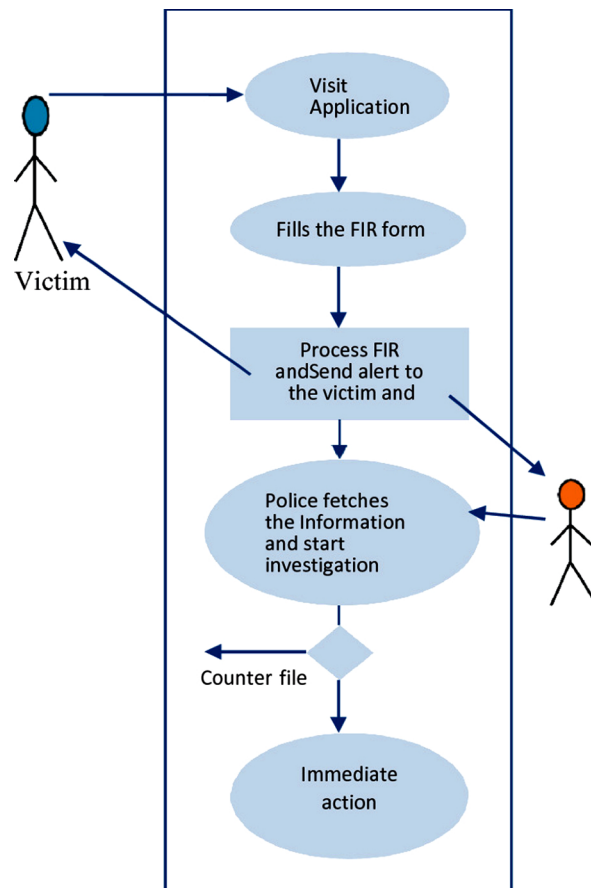 Visit
Application
Fills the FIR form
Victim
Process FIR
andSend alert to
the victim and
Police fetches
the Information
and start
investigation
Counter file
Immediate
action